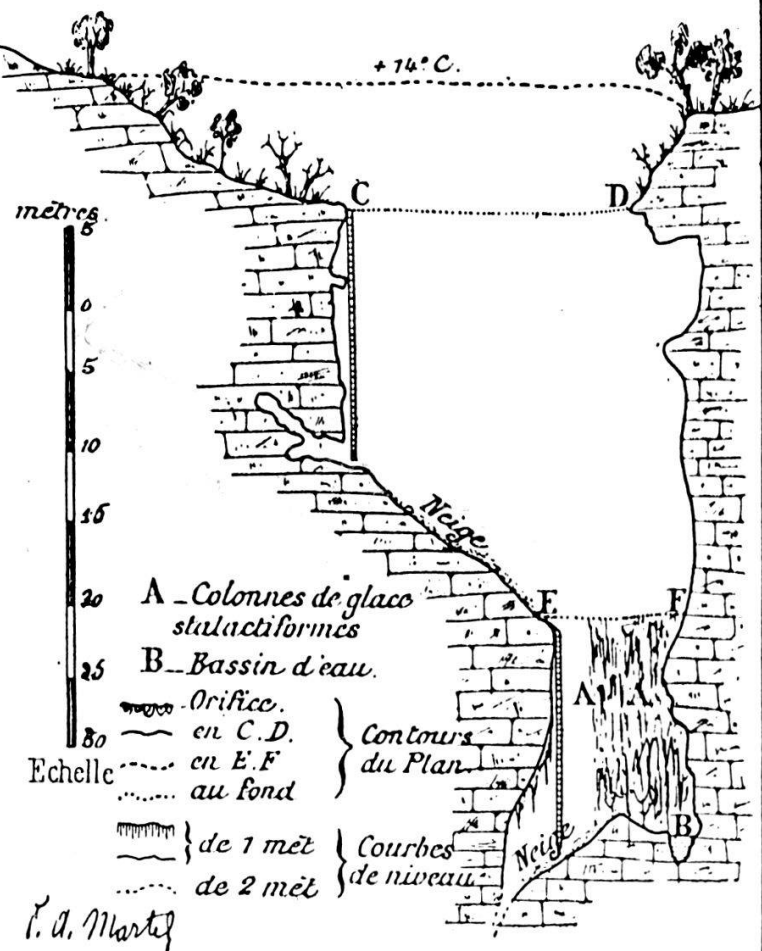 + 14° C.
C
D
mètres.
5
0
5
10
15
Neige
20
E
F
A _ Colonnes de glace
stalactiformes
25
B _ Bassin d'eau.
A
A
Orifice.
en C.D.
Contours
30
en E.F
du Plan.
Echelle
au fond
B
de 1 mèt
Courbes
Neige
de niveau
de 2 mèt
E. A. Martel